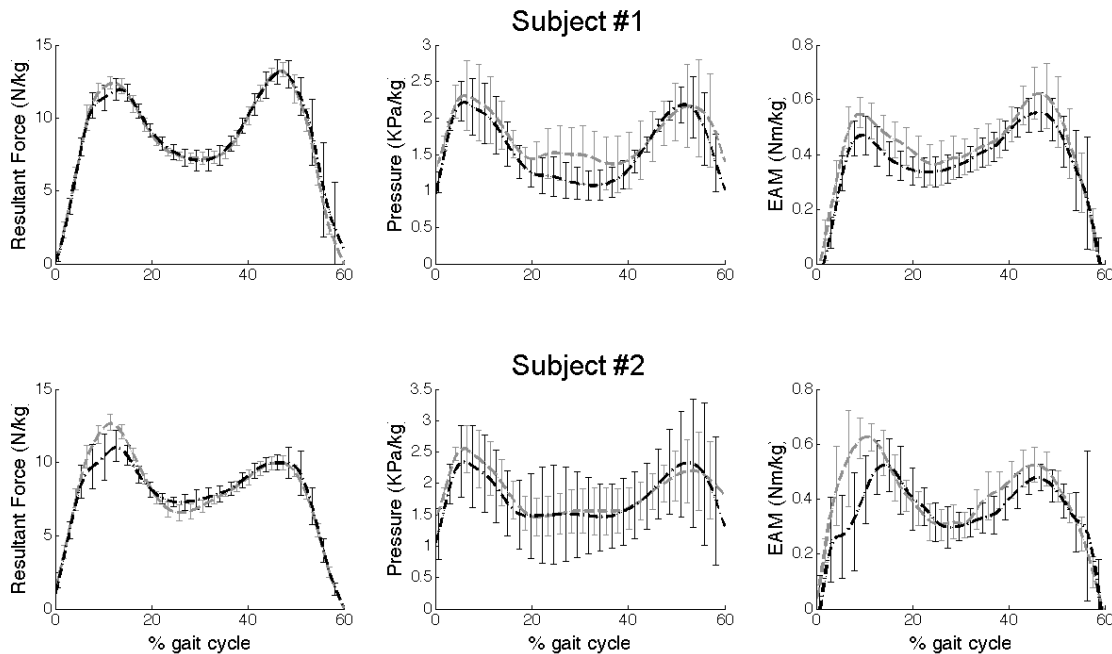 Subject #1
Resultant Force (N/kg)
15
10
5
0
0 20 40 60
Pressure (KPa/kg)
3
2.5
2
1.5
1
0.5
0
0 20 40 60
EAM (Nm/kg)
0.8
0.6
0.4
0.2
0
0 20 40 60
Subject #2
Resultant Force (N/kg)
15
10
5
0
0 20 40 60
% gait cycle
Pressure (KPa/kg)
3.5
3
2.5
2
1.5
1
0.5
0
0 20 40 60
% gait cycle
EAM (Nm/kg)
0.8
0.6
0.4
0.2
0
0 20 40 60
% gait cycle